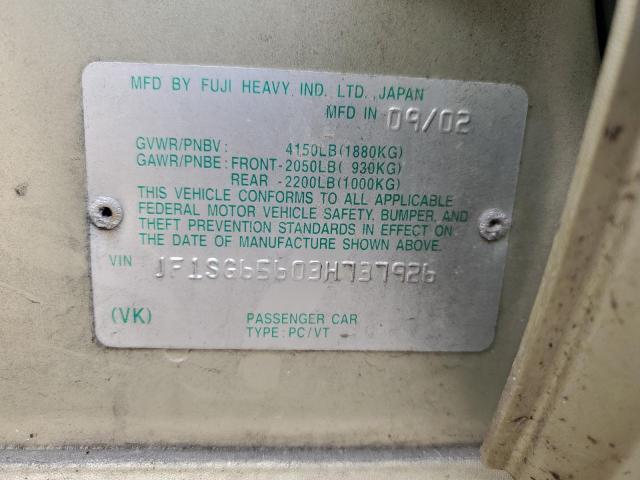 MFD BY FUJI HEAVY IND. LTD., JAPAN
MFD IN 09/02
GVWR/PNBV: 4150LB(1880KG)
GAWR/PNBE: FRONT-2050LB( 930KG)
REAR -2200LB(1000KG)
THIS VEHICLE CONFORMS TO ALL APPLICABLE
FEDERAL MOTOR VEHICLE SAFETY, BUMPER, AND
THEFT PREVENTION STANDARDS IN EFFECT ON
THE DATE OF MANUFACTURE SHOWN ABOVE.
VIN JF1SG65603H737926
(VK) PASSENGER CAR
TYPE: PC/VT